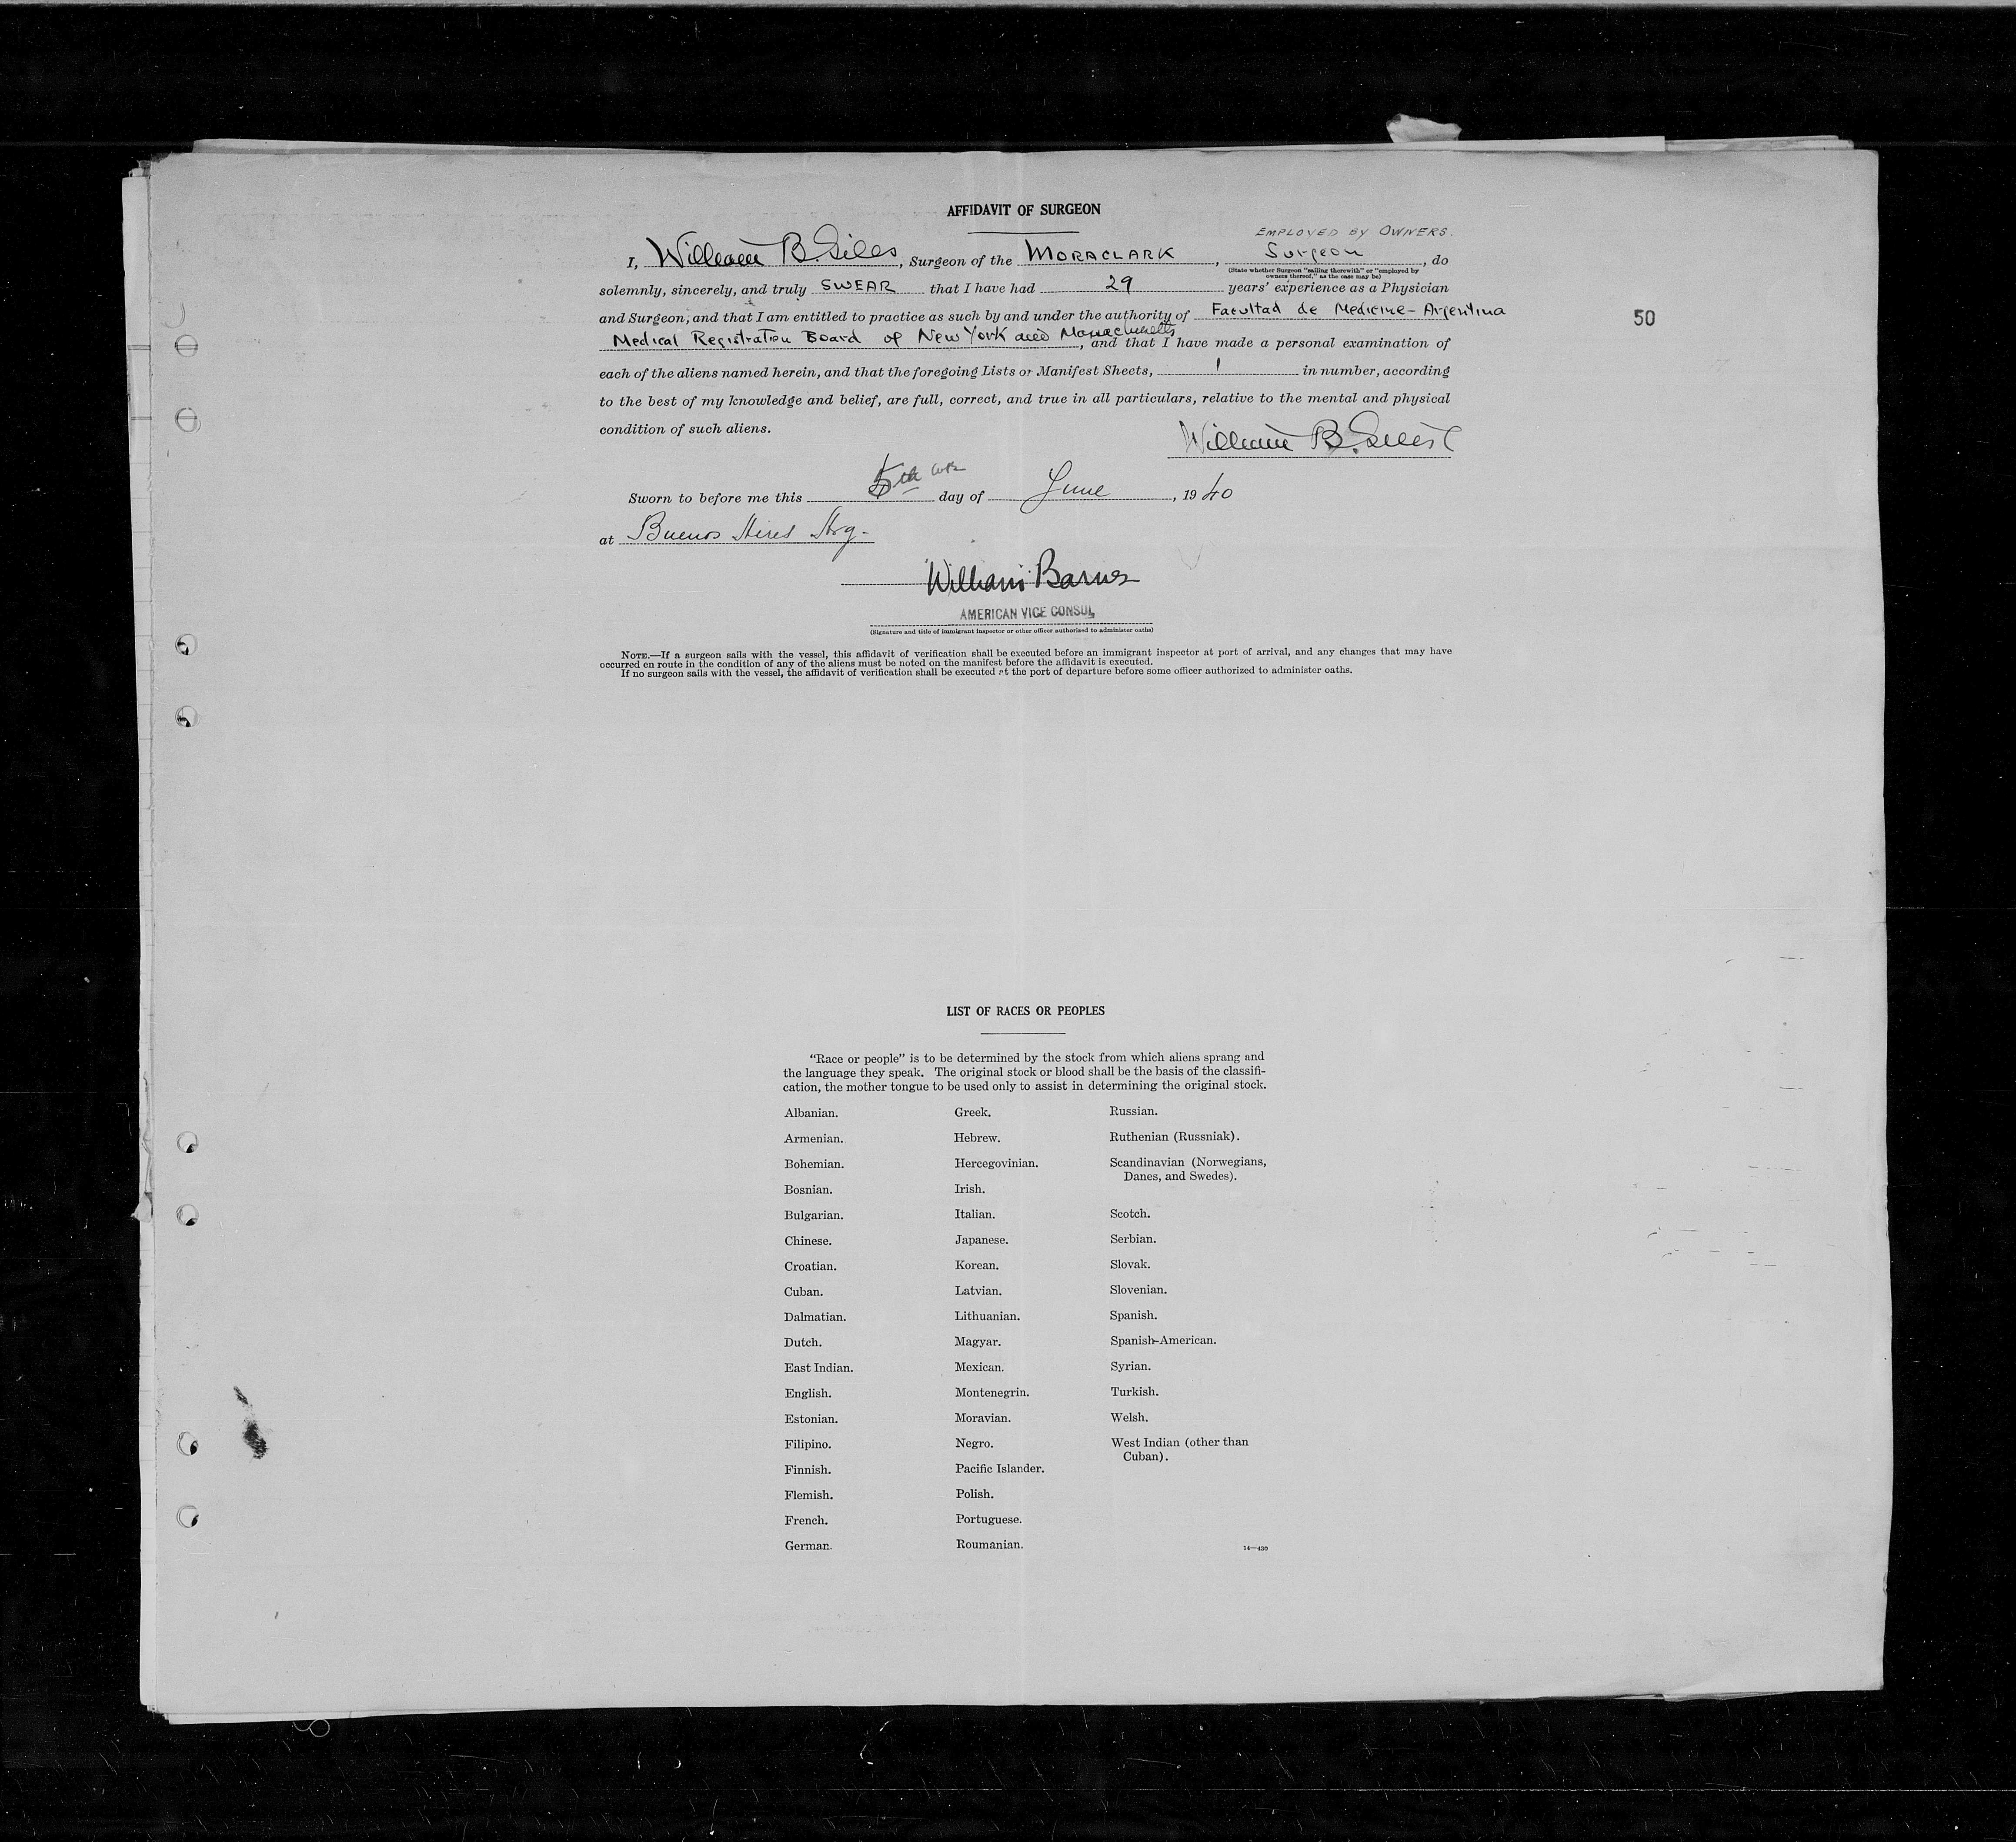 AFFIDAVIT OF SURGEON
EMPLOYED BY OWNERS.
I, William B. Giles, Surgeon of the MORACLARK, Surgeon, do
(State whether Surgeon "sailing therewith" or "employed by
owners thereof," as the case may be)
solemnly, sincerely, and truly SWEAR that I have had 29 years' experience as a Physician
and Surgeon, and that I am entitled to practice as such by and under the authority of Facultad de Medicine - Argentina
Medical Registration Board of New York and Massachusetts, and that I have made a personal examination of
50
each of the aliens named herein, and that the foregoing Lists or Manifest Sheets, 1 in number, according
to the best of my knowledge and belief, are full, correct, and true in all particulars, relative to the mental and physical
condition of such aliens.
William B. Giles
Sworn to before me this 5th day of June, 1940
at Buenos Aires Arg-
William Barnes
AMERICAN VICE CONSUL
(Signature and title of immigrant inspector or other officer authorized to administer oaths)
NOTE.—If a surgeon sails with the vessel, this affidavit of verification shall be executed before an immigrant inspector at port of arrival, and any changes that may have
occurred en route in the condition of any of the aliens must be noted on the manifest before the affidavit is executed.
If no surgeon sails with the vessel, the affidavit of verification shall be executed at the port of departure before some officer authorized to administer oaths.
LIST OF RACES OR PEOPLES
"Race or people" is to be determined by the stock from which aliens sprang and
the language they speak. The original stock or blood shall be the basis of the classifi-
cation, the mother tongue to be used only to assist in determining the original stock.
Albanian.
Armenian.
Bohemian.
Bosnian.
Bulgarian.
Chinese.
Croatian.
Cuban.
Dalmatian.
Dutch.
East Indian.
English.
Estonian.
Filipino.
Finnish.
Flemish.
French.
German.
Greek.
Hebrew.
Hercegovinian.
Irish.
Italian.
Japanese.
Korean.
Latvian.
Lithuanian.
Magyar.
Mexican.
Montenegrin.
Moravian.
Negro.
Pacific Islander.
Polish.
Portuguese.
Roumanian.
Russian.
Ruthenian (Russniak).
Scandinavian (Norwegians,
Danes, and Swedes).
Scotch.
Serbian.
Slovak.
Slovenian.
Spanish.
Spanish-American.
Syrian.
Turkish.
Welsh.
West Indian (other than
Cuban).
14—430